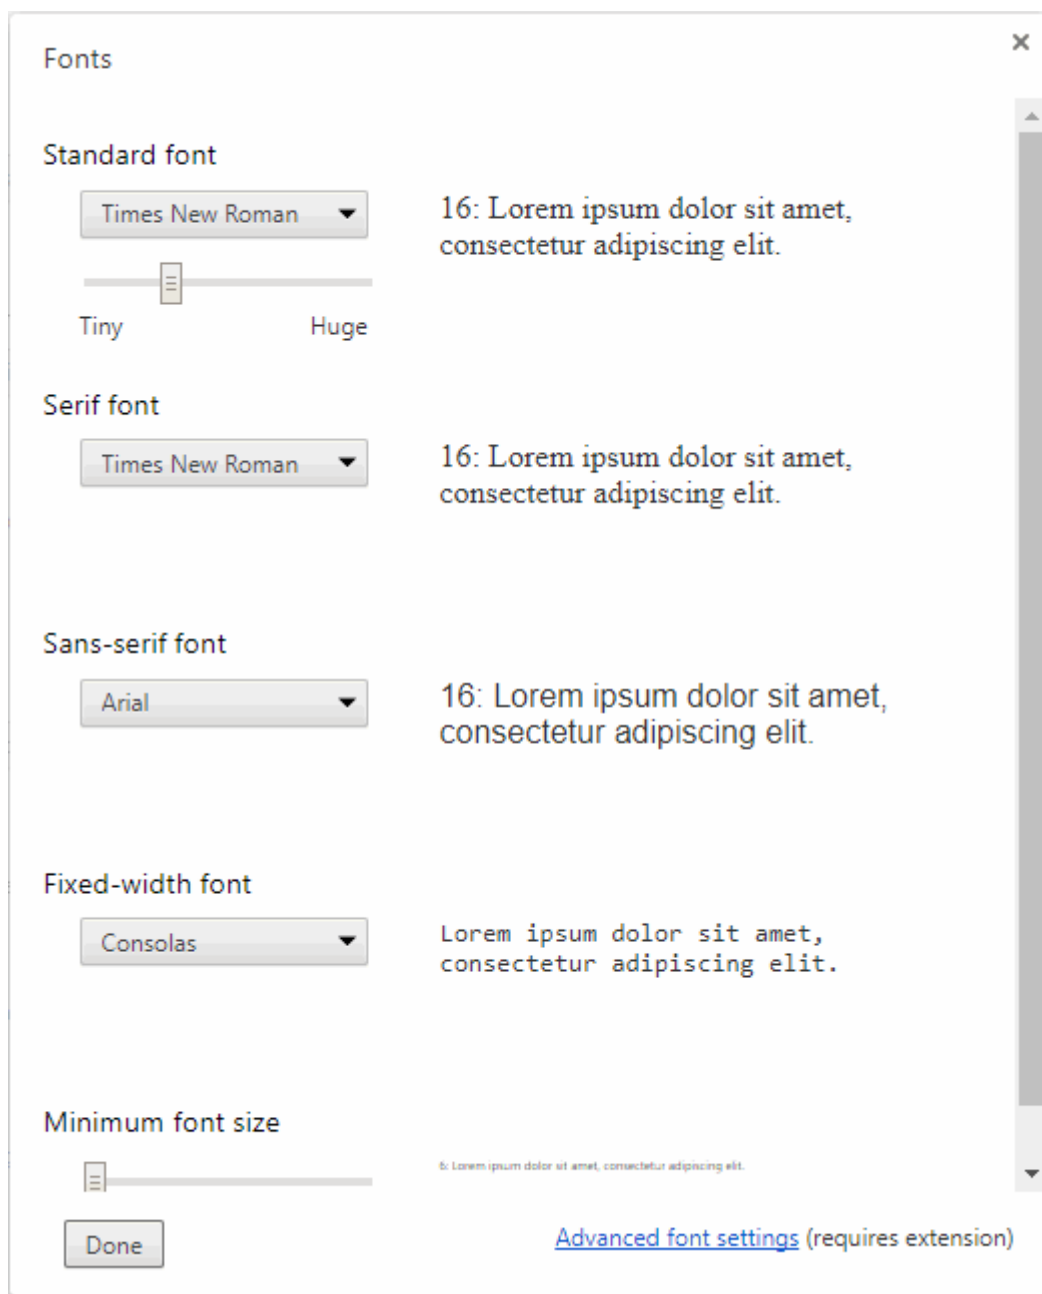 Fonts
Standard font
Times New Roman
16: Lorem ipsum dolor sit amet,
consectetur adipiscing elit.
Tiny
Huge
Serif font
Times New Roman
16: Lorem ipsum dolor sit amet,
consectetur adipiscing elit.
Sans-serif font
Arial
16: Lorem ipsum dolor sit amet,
consectetur adipiscing elit.
Fixed-width font
Consolas
Lorem ipsum dolor sit amet,
consectetur adipiscing elit.
Minimum font size
6: Lorem ipsum dolor sit amet, consectetur adipiscing elit.
Done
Advanced font settings (requires extension)